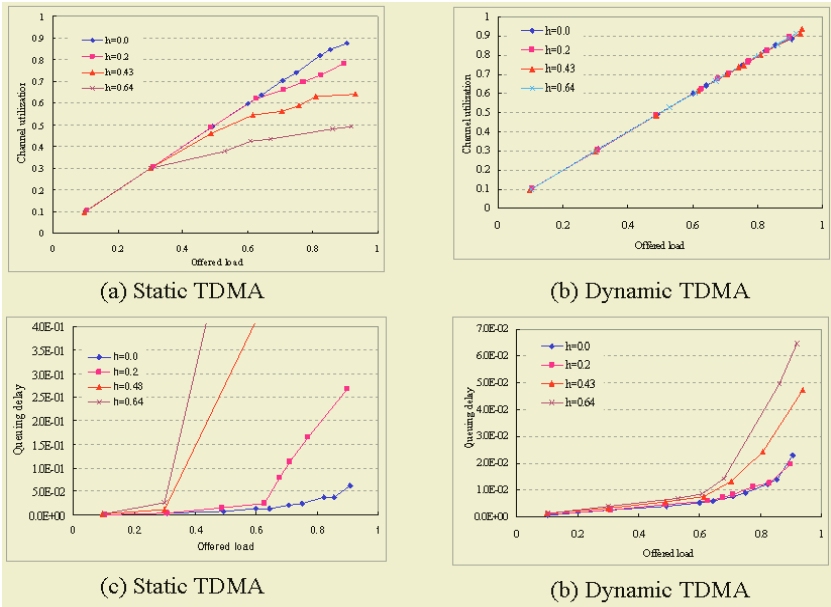 1
0.9
0.8
0.7
0.6
0.5
0.4
0.3
0.2
0.1
0
Channel utilization
h=0.0
h=0.2
h=0.43
h=0.64
0 0.2 0.4 0.6 0.8 1
Offered load
(a) Static TDMA
1
0.9
0.8
0.7
0.6
0.5
0.4
0.3
0.2
0.1
0
Channel utilization
h=0.0
h=0.2
h=0.43
h=0.64
0 0.2 0.4 0.6 0.8 1
Offered load
(b) Dynamic TDMA
4.0E-01
3.5E-01
3.0E-01
2.5E-01
2.0E-01
1.5E-01
1.0E-01
5.0E-02
0.0E+00
Queuing delay
h=0.0
h=0.2
h=0.43
h=0.64
0 0.2 0.4 0.6 0.8 1
Offered load
(c) Static TDMA
7.0E-02
6.0E-02
5.0E-02
4.0E-02
3.0E-02
2.0E-02
1.0E-02
0.0E+00
Queuing delay
h=0.0
h=0.2
h=0.43
h=0.64
0 0.2 0.4 0.6 0.8 1
Offered load
(b) Dynamic TDMA